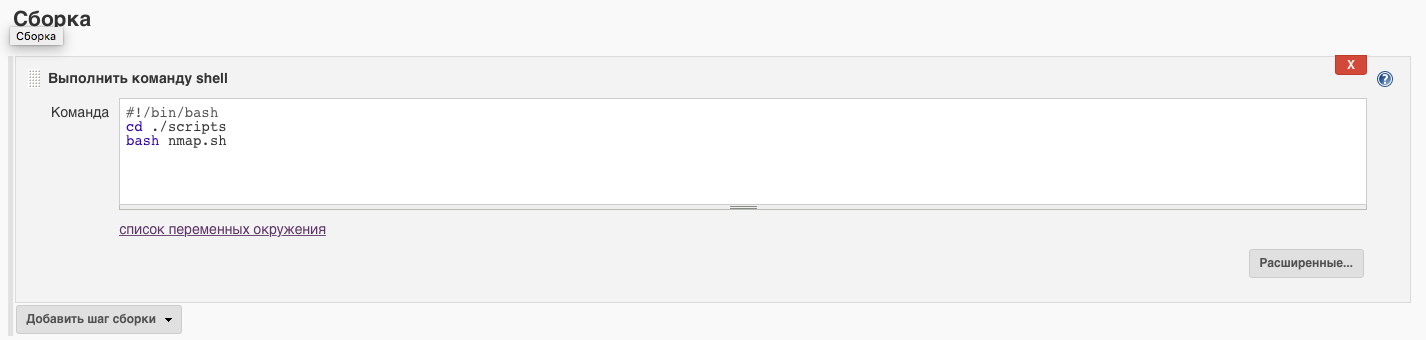 Сборка
Сборка
X
Выполнить команду shell
?
Команда
#!/bin/bash
cd ./scripts
bash nmap.sh
список переменных окружения
Расширенные...
Добавить шаг сборки